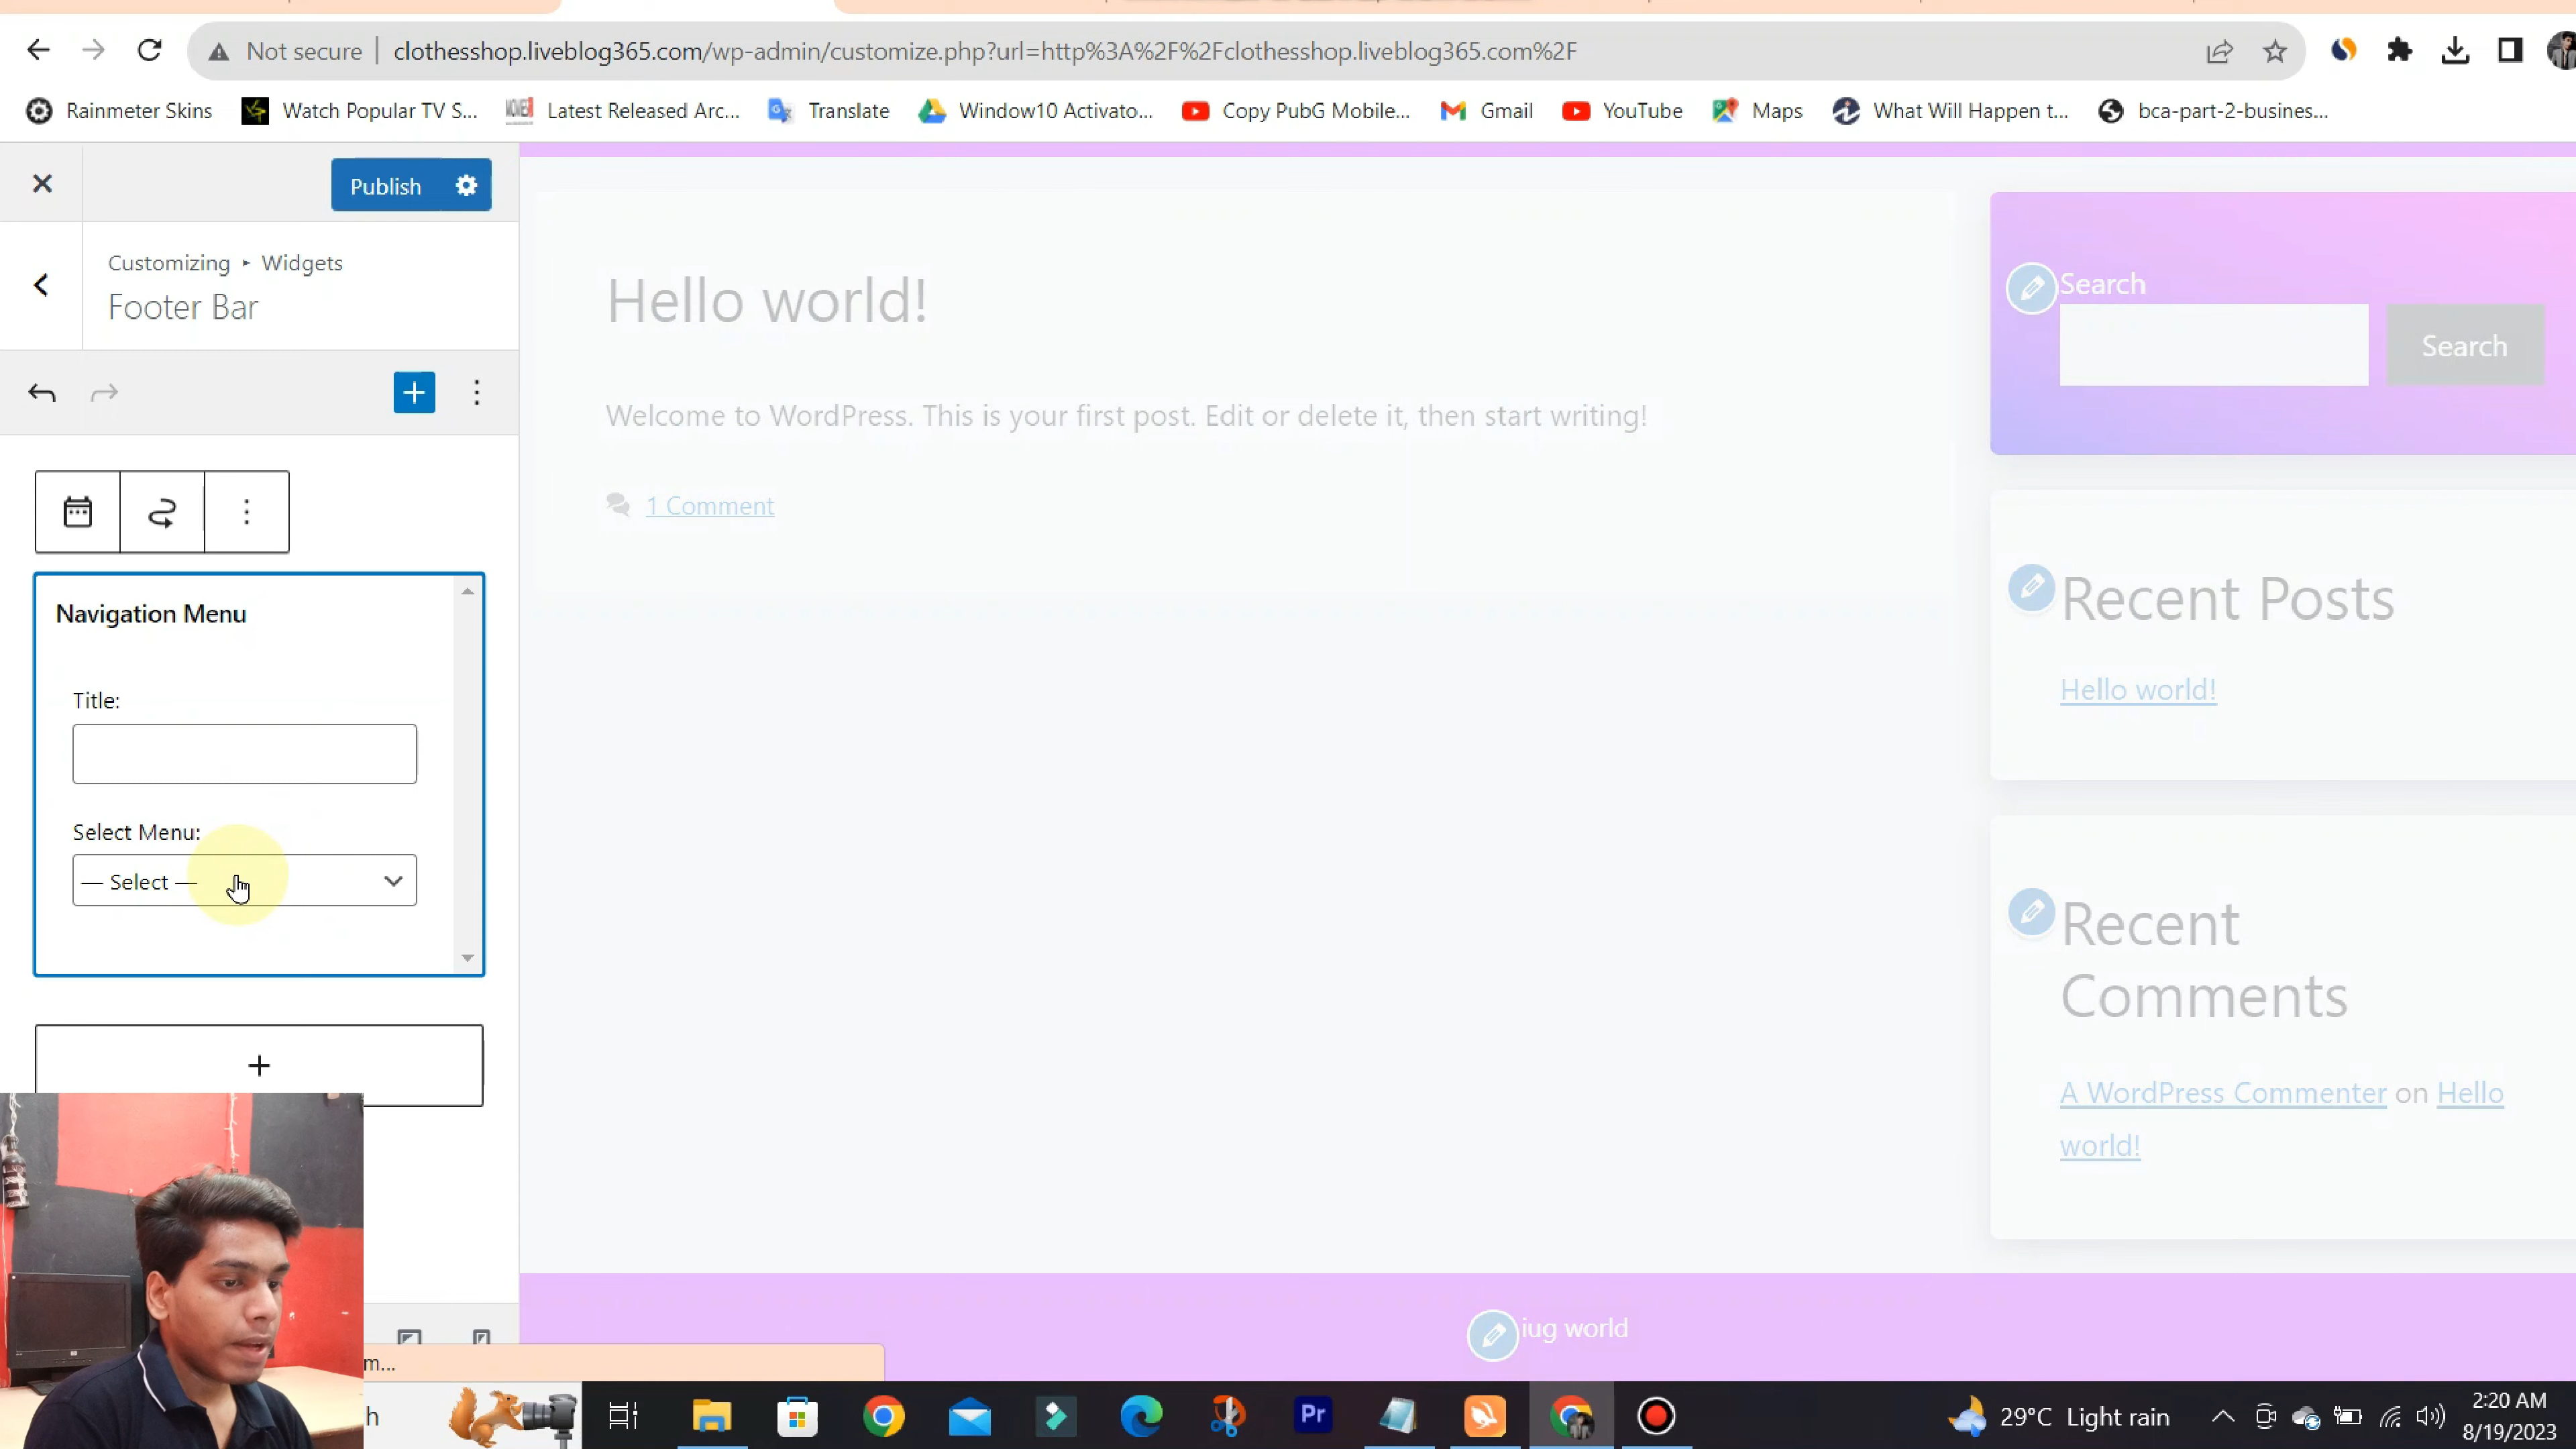 Not secure
clothesshop.liveblog365.com/wp-admin/customize.php?url=http%3A%2F%2Fclothesshop.liveblog365.com%2F
Rainmeter Skins
Watch Popular TV S...
Latest Released Arc...
Translate
Window10 Activato...
Copy PubG Mobile...
Gmail
YouTube
Maps
What Will Happen t...
bca-part-2-busines...
Publish
Customizing ▸ Widgets
Footer Bar
Navigation Menu
Title:
Select Menu:
— Select —
Hello world!
Welcome to WordPress. This is your first post. Edit or delete it, then start writing!
1 Comment
Search
Search
Recent Posts
Hello world!
Recent
Comments
A WordPress Commenter on Hello
world!
iug world
m...
h
Pr
29°C Light rain
2:20 AM
8/19/2023